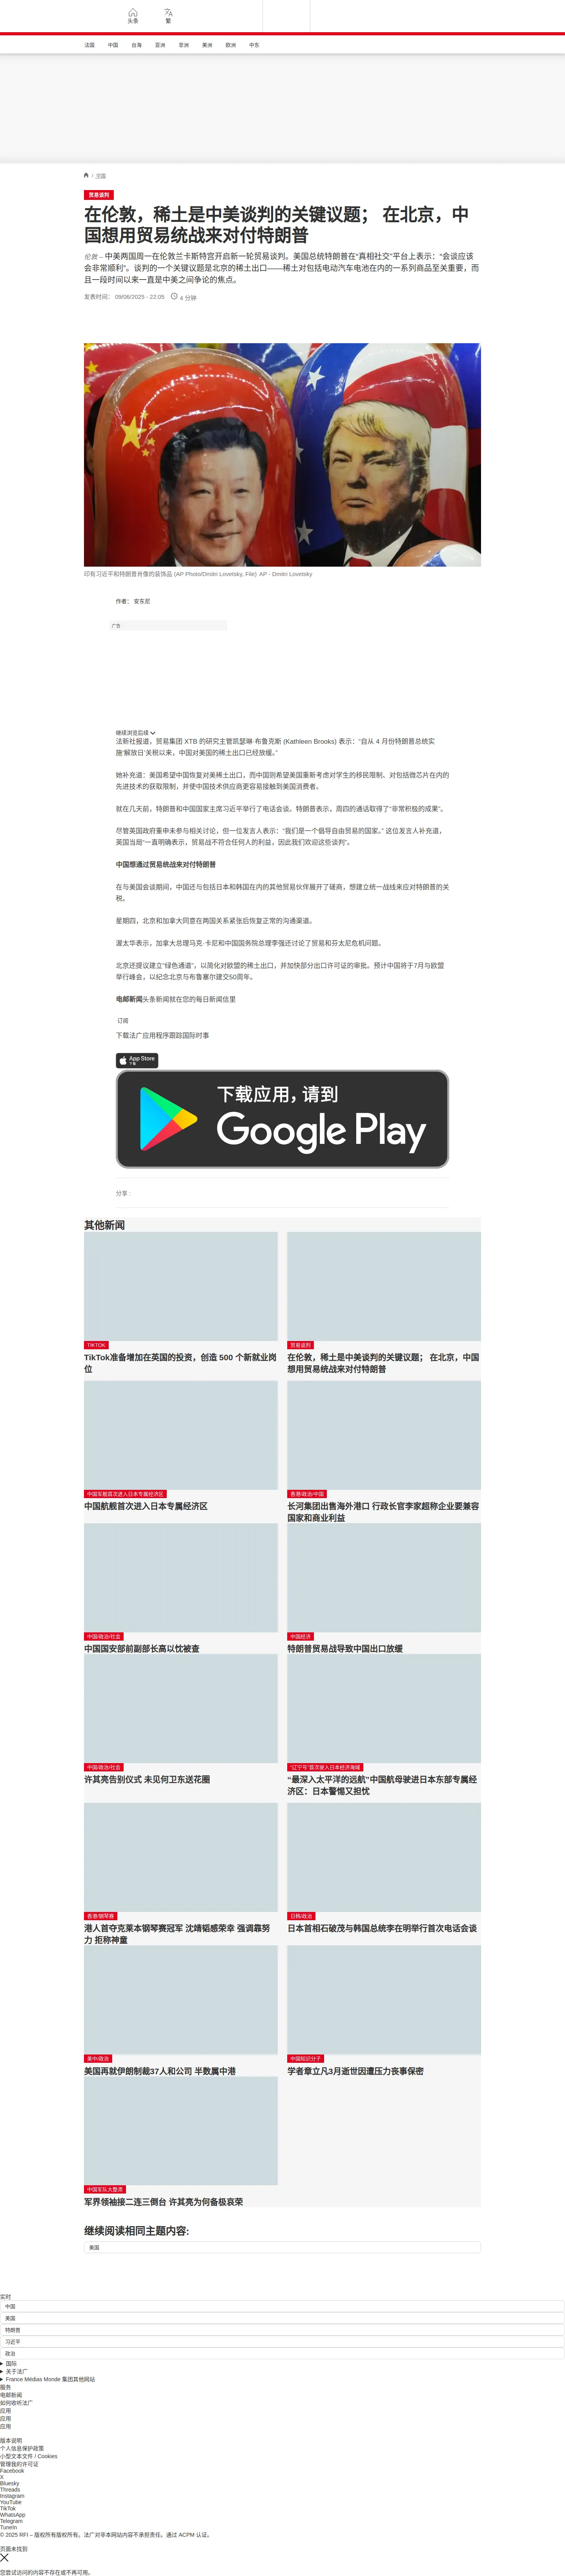 头条
繁
法国
中国
台海
亚洲
非洲
美洲
欧洲
中东
/ 中国
贸易谈判
在伦敦，稀土是中美谈判的关键议题； 在北京，中
国想用贸易统战来对付特朗普
伦敦 – 中美两国周一在伦敦兰卡斯特宫开启新一轮贸易谈判。美国总统特朗普在“真相社交”平台上表示：“会谈应该
会非常顺利”。谈判的一个关键议题是北京的稀土出口——稀土对包括电动汽车电池在内的一系列商品至关重要，而
且一段时间以来一直是中美之间争论的焦点。
发表时间： 09/06/2025 - 22:05
4 分钟
印有习近平和特朗普肖像的装饰品 (AP Photo/Dmitri Lovetsky, File) AP - Dmitri Lovetsky
作者： 安东尼
广告
继续浏览后续
法新社报道，贸易集团 XTB 的研究主管凯瑟琳·布鲁克斯 (Kathleen Brooks) 表示：“自从 4 月份特朗普总统实
施‘解放日’关税以来，中国对美国的稀土出口已经放缓。”
她补充道：美国希望中国恢复对美稀土出口，而中国则希望美国重新考虑对学生的移民限制、对包括微芯片在内的
先进技术的获取限制，并使中国技术供应商更容易接触到美国消费者。
就在几天前，特朗普和中国国家主席习近平举行了电话会谈。特朗普表示，周四的通话取得了“非常积极的成果”。
尽管英国政府重申未参与相关讨论，但一位发言人表示：“我们是一个倡导自由贸易的国家。” 这位发言人补充道，
英国当局“一直明确表示，贸易战不符合任何人的利益，因此我们欢迎这些谈判”。
中国想通过贸易统战来对付特朗普
在与美国会谈期间，中国还与包括日本和韩国在内的其他贸易伙伴展开了磋商，想建立统一战线来应对特朗普的关
税。
星期四，北京和加拿大同意在两国关系紧张后恢复正常的沟通渠道。
渥太华表示，加拿大总理马克·卡尼和中国国务院总理李强还讨论了贸易和芬太尼危机问题。
北京还提议建立“绿色通道”，以简化对欧盟的稀土出口，并加快部分出口许可证的审批。预计中国将于7月与欧盟
举行峰会，以纪念北京与布鲁塞尔建交50周年。
电邮新闻头条新闻就在您的每日新闻信里
订阅
下载法广应用程序跟踪国际时事
App Store
下载
下载应用，请到
Google Play
分享 :
其他新闻
TIKTOK
TikTok准备增加在英国的投资，创造 500 个新就业岗
位
贸易谈判
在伦敦，稀土是中美谈判的关键议题； 在北京，中国
想用贸易统战来对付特朗普
中国军舰首次进入日本专属经济区
中国航舰首次进入日本专属经济区
香港/政治/中国
长河集团出售海外港口 行政长官李家超称企业要兼容
国家和商业利益
中国/政治/社会
中国国安部前副部长高以忱被查
中国经济
特朗普贸易战导致中国出口放缓
中国/政治/社会
许其亮告别仪式 未见何卫东送花圈
“辽宁号”首次驶入日本经济海域
“最深入太平洋的远航”中国航母驶进日本东部专属经
济区：日本警惕又担忧
香港/钢琴赛
港人首夺克莱本钢琴赛冠军 沈靖韬感荣幸 强调靠努
力 拒称神童
日韩/政治
日本首相石破茂与韩国总统李在明举行首次电话会谈
美中/政治
美国再就伊朗制裁37人和公司 半数属中港
中国知识分子
学者章立凡3月逝世因遭压力丧事保密
中国军队大整肃
军界领袖接二连三倒台 许其亮为何备极哀荣
继续阅读相同主题内容:
美国
实时
中国
美国
特朗普
习近平
政治
国际
关于法广
France Médias Monde 集团其他网站
服务
电邮新闻
如何收听法广
应用
应用
应用
版本说明
个人信息保护政策
小型文本文件 / Cookies
管理我的许可证
Facebook
X
Bluesky
Threads
Instagram
YouTube
TikTok
WhatsApp
Telegram
TuneIn
© 2025 RFI – 版权所有版权所有。法广对非本网站内容不承担责任。通过 ACPM 认证。
页面未找到
您尝试访问的内容不存在或不再可用。